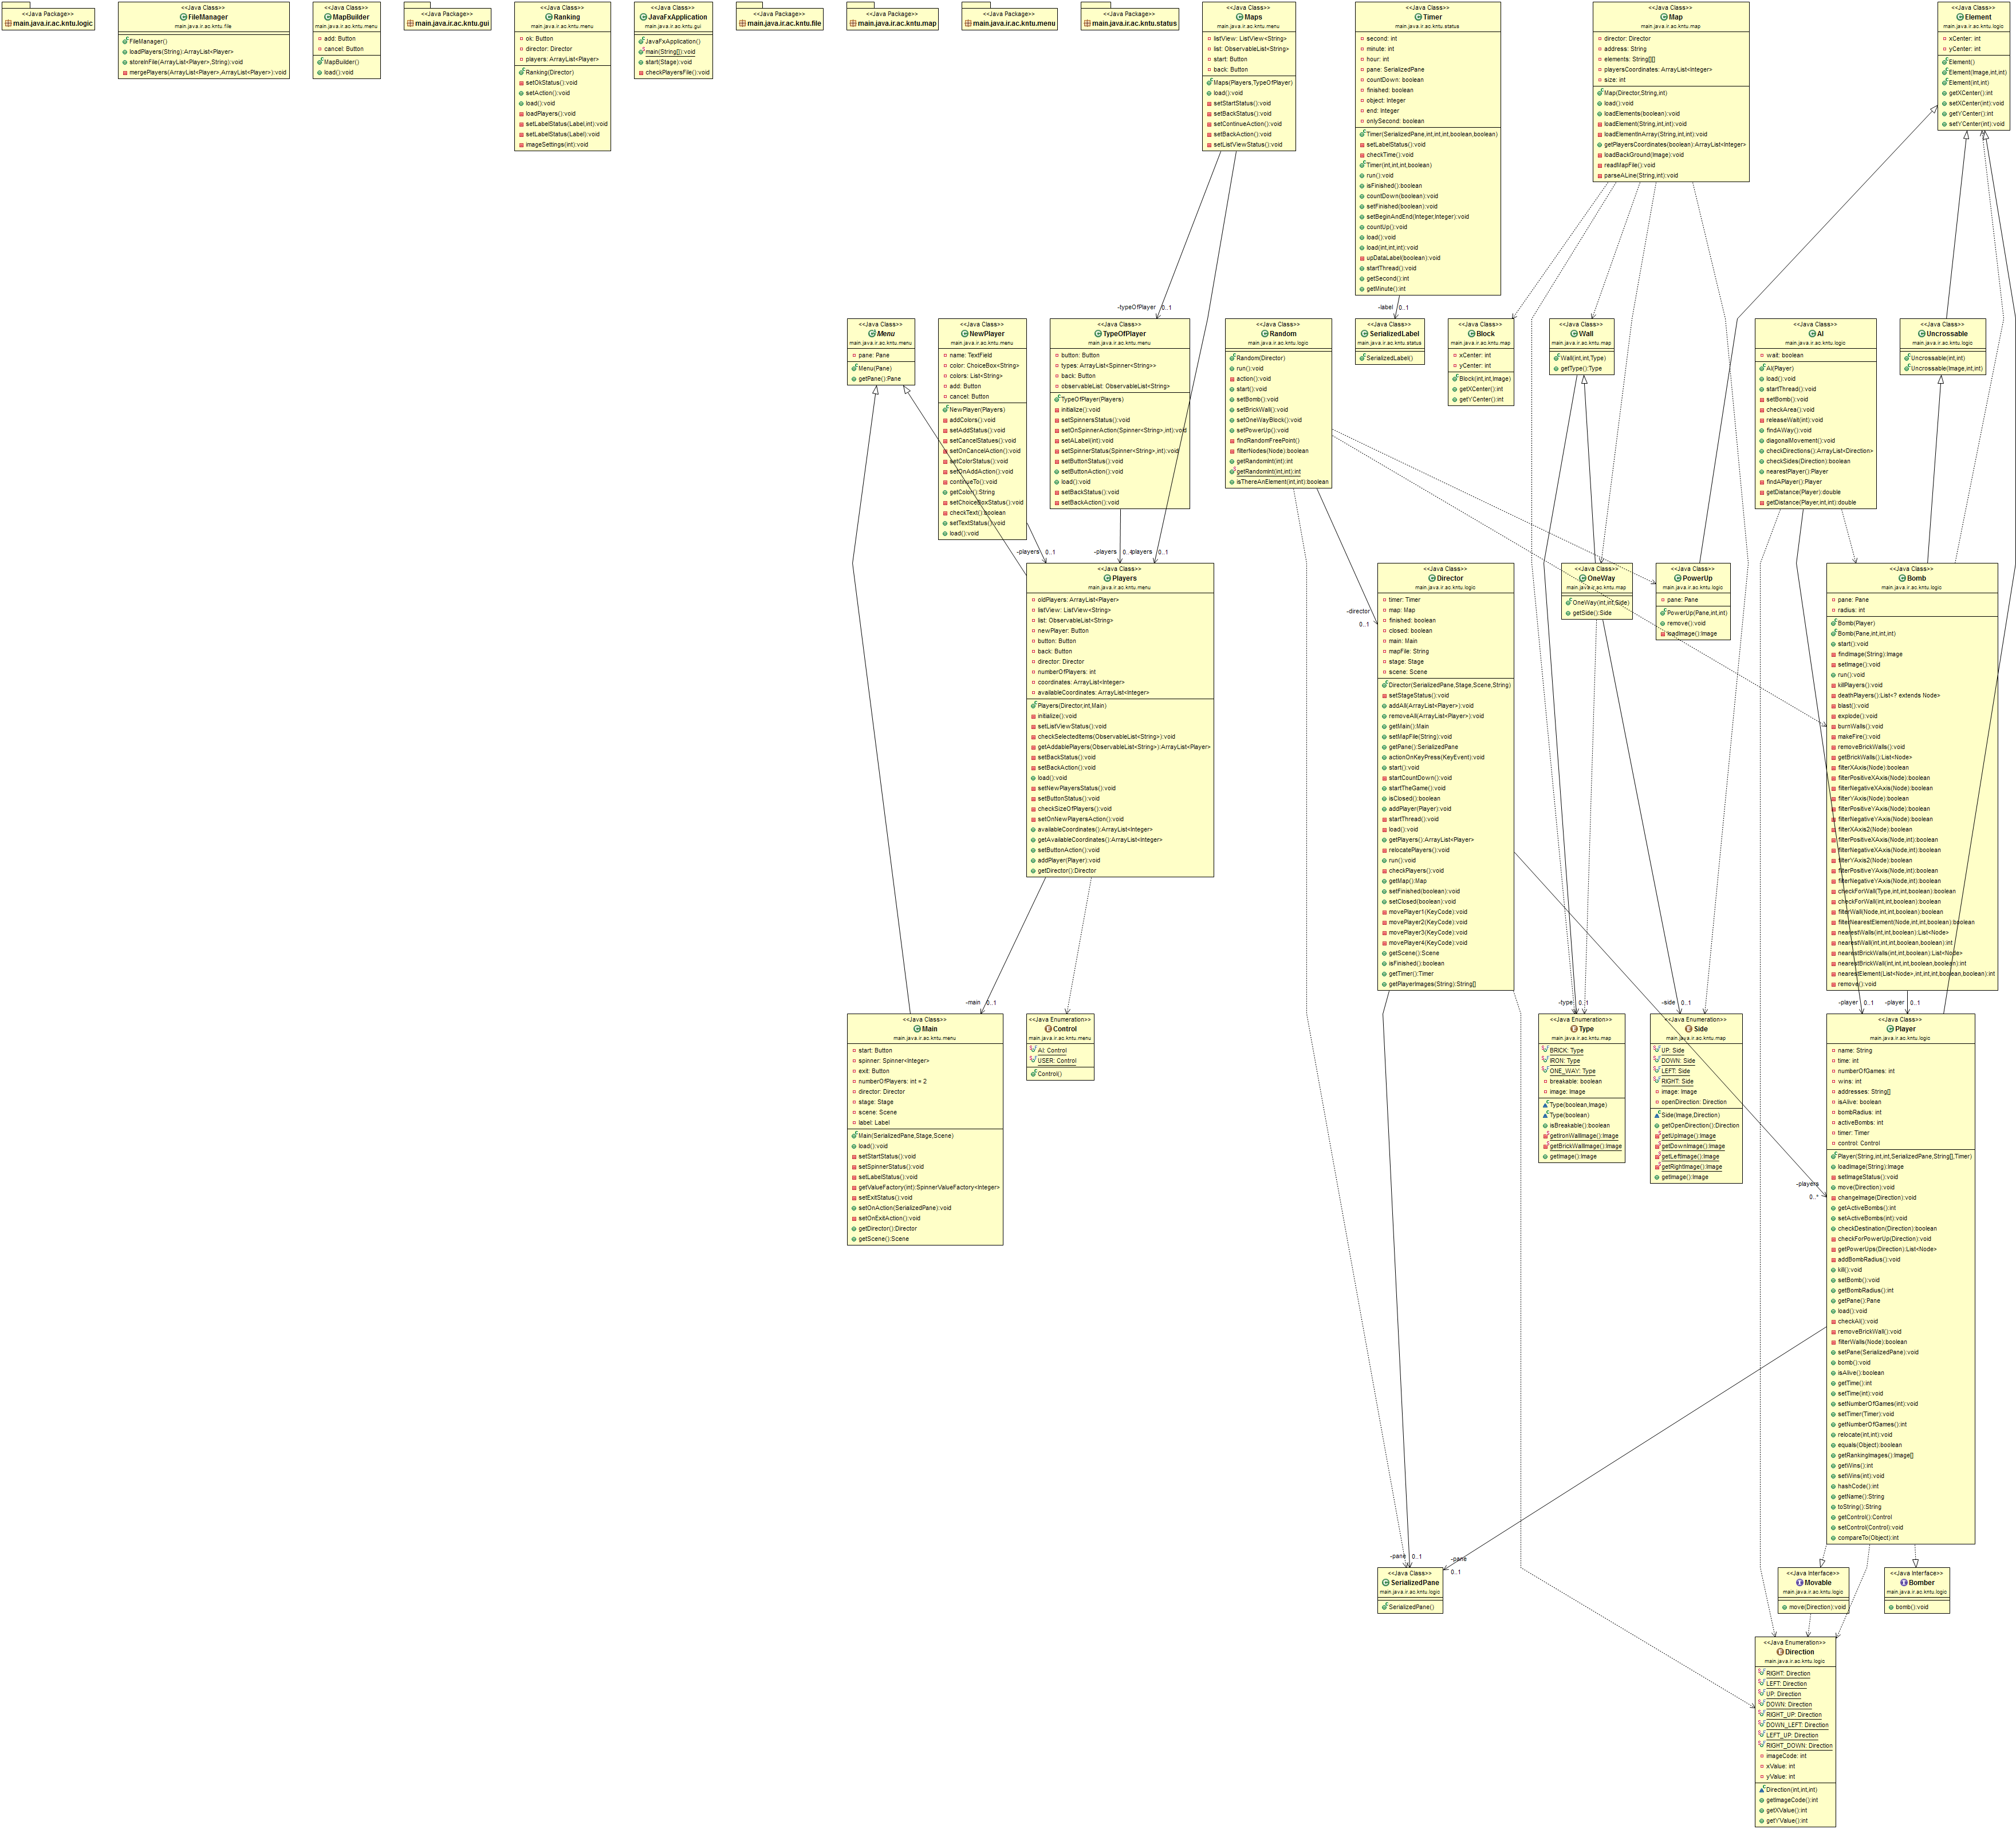 <<Java Package>>
main.java.ir.ac.kntu.logic
<<Java Class>>
FileManager
main.java.ir.ac.kntu.file
FileManager()
loadPlayers(String):ArrayList<Player>
storeInFile(ArrayList<Player>,String):void
mergePlayers(ArrayList<Player>,ArrayList<Player>):void
<<Java Class>>
MapBuilder
main.java.ir.ac.kntu.menu
add: Button
cancel: Button
MapBuilder()
load():void
<<Java Package>>
main.java.ir.ac.kntu.gui
<<Java Class>>
Ranking
main.java.ir.ac.kntu.menu
ok: Button
director: Director
players: ArrayList<Player>
Ranking(Director)
setOkStatus():void
setAction():void
load():void
loadPlayers():void
setLabelStatus(Label,int):void
setLabelStatus(Label):void
imageSettings(int):void
<<Java Class>>
JavaFxApplication
main.java.ir.ac.kntu.gui
JavaFxApplication()
main(String[]):void
start(Stage):void
checkPlayersFile():void
<<Java Package>>
main.java.ir.ac.kntu.file
<<Java Package>>
main.java.ir.ac.kntu.map
<<Java Package>>
main.java.ir.ac.kntu.menu
<<Java Package>>
main.java.ir.ac.kntu.status
<<Java Class>>
Maps
main.java.ir.ac.kntu.menu
listView: ListView<String>
list: ObservableList<String>
start: Button
back: Button
Maps(Players,TypeOfPlayer)
load():void
setStartStatus():void
setBackStatus():void
setContinueAction():void
setBackAction():void
setListViewStatus():void
<<Java Class>>
Timer
main.java.ir.ac.kntu.status
second: int
minute: int
hour: int
pane: SerializedPane
countDown: boolean
finished: boolean
object: Integer
end: Integer
onlySecond: boolean
Timer(SerializedPane,int,int,int,boolean,boolean)
setLabelStatus():void
checkTime():void
Timer(int,int,int,boolean)
run():void
isFinished():boolean
countDown(boolean):void
setFinished(boolean):void
setBeginAndEnd(Integer,Integer):void
countUp():void
load():void
load(int,int,int):void
upDataLabel(boolean):void
startThread():void
getSecond():int
getMinute():int
<<Java Class>>
Map
main.java.ir.ac.kntu.map
director: Director
address: String
elements: String[][]
playersCoordinates: ArrayList<Integer>
size: int
Map(Director,String,int)
load():void
loadElements(boolean):void
loadElement(String,int,int):void
loadElementInArray(String,int,int):void
getPlayersCoordinates(boolean):ArrayList<Integer>
loadBackGround(Image):void
readMapFile():void
parseALine(String,int):void
<<Java Class>>
Element
main.java.ir.ac.kntu.logic
xCenter: int
yCenter: int
Element()
Element(Image,int,int)
Element(int,int)
getXCenter():int
setXCenter(int):void
getYCenter():int
setYCenter(int):void
-typeOfPlayer 0..1
-label 0..1
<<Java Class>>
Menu
main.java.ir.ac.kntu.menu
pane: Pane
Menu(Pane)
getPane():Pane
<<Java Class>>
NewPlayer
main.java.ir.ac.kntu.menu
name: TextField
color: ChoiceBox<String>
colors: List<String>
add: Button
cancel: Button
NewPlayer(Players)
addColors():void
setAddStatus():void
setCancelStatues():void
setOnCancelAction():void
setColorStatus():void
setOnAddAction():void
continueTo():void
getColor():String
setChoiceBoxStatus():void
checkText():boolean
setTextStatus():void
load():void
<<Java Class>>
TypeOfPlayer
main.java.ir.ac.kntu.menu
button: Button
types: ArrayList<Spinner<String>>
back: Button
observableList: ObservableList<String>
TypeOfPlayer(Players)
initialize():void
setSpinnersStatus():void
setOnSpinnerAction(Spinner<String>,int):void
setALabel(int):void
setSpinnerStatus(Spinner<String>,int):void
setButtonStatus():void
setButtonAction():void
load():void
setBackStatus():void
setBackAction():void
<<Java Class>>
Random
main.java.ir.ac.kntu.logic
Random(Director)
run():void
action():void
start():void
setBomb():void
setBrickWall():void
setOneWayBlock():void
setPowerUp():void
findRandomFreePoint()
filterNodes(Node):boolean
getRandomInt(int):int
getRandomInt(int,int):int
isThereAnElement(int,int):boolean
<<Java Class>>
SerializedLabel
main.java.ir.ac.kntu.status
SerializedLabel()
<<Java Class>>
Block
main.java.ir.ac.kntu.map
xCenter: int
yCenter: int
Block(int,int,Image)
getXCenter():int
getYCenter():int
<<Java Class>>
Wall
main.java.ir.ac.kntu.map
Wall(int,int,Type)
getType():Type
<<Java Class>>
AI
main.java.ir.ac.kntu.logic
wait: boolean
AI(Player)
load():void
startThread():void
setBomb():void
checkArea():void
releaseWall(int):void
findAWay():void
diagonalMovement():void
checkDirections():ArrayList<Direction>
checkSides(Direction):boolean
nearestPlayer():Player
findAPlayer():Player
getDistance(Player):double
getDistance(Player,int,int):double
<<Java Class>>
Uncrossable
main.java.ir.ac.kntu.logic
Uncrossable(int,int)
Uncrossable(Image,int,int)
-players 0..1
-players 0..1
-players 0..1
<<Java Class>>
Players
main.java.ir.ac.kntu.menu
oldPlayers: ArrayList<Player>
listView: ListView<String>
list: ObservableList<String>
newPlayer: Button
button: Button
back: Button
director: Director
numberOfPlayers: int
coordinates: ArrayList<Integer>
availableCoordinates: ArrayList<Integer>
Players(Director,int,Main)
initialize():void
setListViewStatus():void
checkSelectedItems(ObservableList<String>):void
getAddablePlayers(ObservableList<String>):ArrayList<Player>
setBackStatus():void
setBackAction():void
load():void
setNewPlayersStatus():void
setButtonStatus():void
checkSizeOfPlayers():void
setOnNewPlayersAction():void
availableCoordinates():ArrayList<Integer>
getAvailableCoordinates():ArrayList<Integer>
setButtonAction():void
addPlayer(Player):void
getDirector():Director
-director
0..1
<<Java Class>>
Director
main.java.ir.ac.kntu.logic
timer: Timer
map: Map
finished: boolean
closed: boolean
main: Main
mapFile: String
stage: Stage
scene: Scene
Director(SerializedPane,Stage,Scene,String)
setStageStatus():void
addAll(ArrayList<Player>):void
removeAll(ArrayList<Player>):void
getMain():Main
setMapFile(String):void
getPane():SerializedPane
actionOnKeyPress(KeyEvent):void
start():void
startCountDown():void
startTheGame():void
isClosed():boolean
addPlayer(Player):void
startThread():void
load():void
getPlayers():ArrayList<Player>
relocatePlayers():void
run():void
checkPlayers():void
getMap():Map
setFinished(boolean):void
setClosed(boolean):void
movePlayer1(KeyCode):void
movePlayer2(KeyCode):void
movePlayer3(KeyCode):void
movePlayer4(KeyCode):void
getScene():Scene
isFinished():boolean
getTimer():Timer
getPlayerImages(String):String[]
<<Java Class>>
OneWay
main.java.ir.ac.kntu.map
OneWay(int,int,Side)
getSide():Side
<<Java Class>>
PowerUp
main.java.ir.ac.kntu.logic
pane: Pane
PowerUp(Pane,int,int)
remove():void
loadImage():Image
<<Java Class>>
Bomb
main.java.ir.ac.kntu.logic
pane: Pane
radius: int
Bomb(Player)
Bomb(Pane,int,int,int)
start():void
findImage(String):Image
setImage():void
run():void
killPlayers():void
deathPlayers():List<? extends Node>
blast():void
explode():void
burnWalls():void
makeFire():void
removeBrickWalls():void
getBrickWalls():List<Node>
filterXAxis(Node):boolean
filterPositiveXAxis(Node):boolean
filterNegativeXAxis(Node):boolean
filterYAxis(Node):boolean
filterPositiveYAxis(Node):boolean
filterNegativeYAxis(Node):boolean
filterXAxis2(Node):boolean
filterPositiveXAxis(Node,int):boolean
filterNegativeXAxis(Node,int):boolean
filterYAxis2(Node):boolean
filterPositiveYAxis(Node,int):boolean
filterNegativeYAxis(Node,int):boolean
checkForWall(Type,int,int,boolean):boolean
checkForWall(int,int,boolean):boolean
filterWall(Node,int,int,boolean):boolean
filterNearestElement(Node,int,int,boolean):boolean
nearestWalls(int,int,boolean):List<Node>
nearestWall(int,int,int,boolean,boolean):int
nearestBrickWalls(int,int,boolean):List<Node>
nearestBrickWall(int,int,int,boolean,boolean):int
nearestElement(List<Node>,int,int,int,boolean,boolean):int
remove():void
-main 0..1
-type 0..1
-side 0..1
-player 0..1
-player 0..1
<<Java Class>>
Main
main.java.ir.ac.kntu.menu
start: Button
spinner: Spinner<Integer>
exit: Button
numberOfPlayers: int = 2
director: Director
stage: Stage
scene: Scene
label: Label
Main(SerializedPane,Stage,Scene)
load():void
setStartStatus():void
setSpinnerStatus():void
setLabelStatus():void
getValueFactory(int):SpinnerValueFactory<Integer>
setExitStatus():void
setOnAction(SerializedPane):void
setOnExitAction():void
getDirector():Director
getScene():Scene
<<Java Enumeration>>
Control
main.java.ir.ac.kntu.menu
AI: Control
USER: Control
Control()
<<Java Enumeration>>
Type
main.java.ir.ac.kntu.map
BRICK: Type
IRON: Type
ONE_WAY: Type
breakable: boolean
image: Image
Type(boolean,Image)
Type(boolean)
isBreakable():boolean
getIronWallImage():Image
getBrickWallImage():Image
getImage():Image
<<Java Enumeration>>
Side
main.java.ir.ac.kntu.map
UP: Side
DOWN: Side
LEFT: Side
RIGHT: Side
image: Image
openDirection: Direction
Side(Image,Direction)
getOpenDirection():Direction
getUpImage():Image
getDownImage():Image
getLeftImage():Image
getRightImage():Image
getImage():Image
-players
0..*
<<Java Class>>
Player
main.java.ir.ac.kntu.logic
name: String
time: int
numberOfGames: int
wins: int
addresses: String[]
isAlive: boolean
bombRadius: int
activeBombs: int
timer: Timer
control: Control
Player(String,int,int,SerializedPane,String[],Timer)
loadImage(String):Image
setImageStatus():void
move(Direction):void
changeImage(Direction):void
getActiveBombs():int
setActiveBombs(int):void
checkDestination(Direction):boolean
checkForPowerUp(Direction):void
getPowerUps(Direction):List<Node>
addBombRadius():void
kill():void
setBomb():void
getBombRadius():int
getPane():Pane
load():void
checkAI():void
removeBrickWall():void
filterWalls(Node):boolean
setPane(SerializedPane):void
bomb():void
isAlive():boolean
getTime():int
setTime(int):void
setNumberOfGames(int):void
setTimer(Timer):void
getNumberOfGames():int
relocate(int,int):void
equals(Object):boolean
getRankingImages():Image[]
getWins():int
setWins(int):void
hashCode():int
getName():String
toString():String
getControl():Control
setControl(Control):void
compareTo(Object):int
-pane 0..1
-pane
0..1
<<Java Class>>
SerializedPane
main.java.ir.ac.kntu.logic
SerializedPane()
<<Java Interface>>
Movable
main.java.ir.ac.kntu.logic
move(Direction):void
<<Java Interface>>
Bomber
main.java.ir.ac.kntu.logic
bomb():void
<<Java Enumeration>>
Direction
main.java.ir.ac.kntu.logic
RIGHT: Direction
LEFT: Direction
UP: Direction
DOWN: Direction
RIGHT_UP: Direction
DOWN_LEFT: Direction
LEFT_UP: Direction
RIGHT_DOWN: Direction
imageCode: int
xValue: int
yValue: int
Direction(int,int,int)
getImageCode():int
getXValue():int
getYValue():int